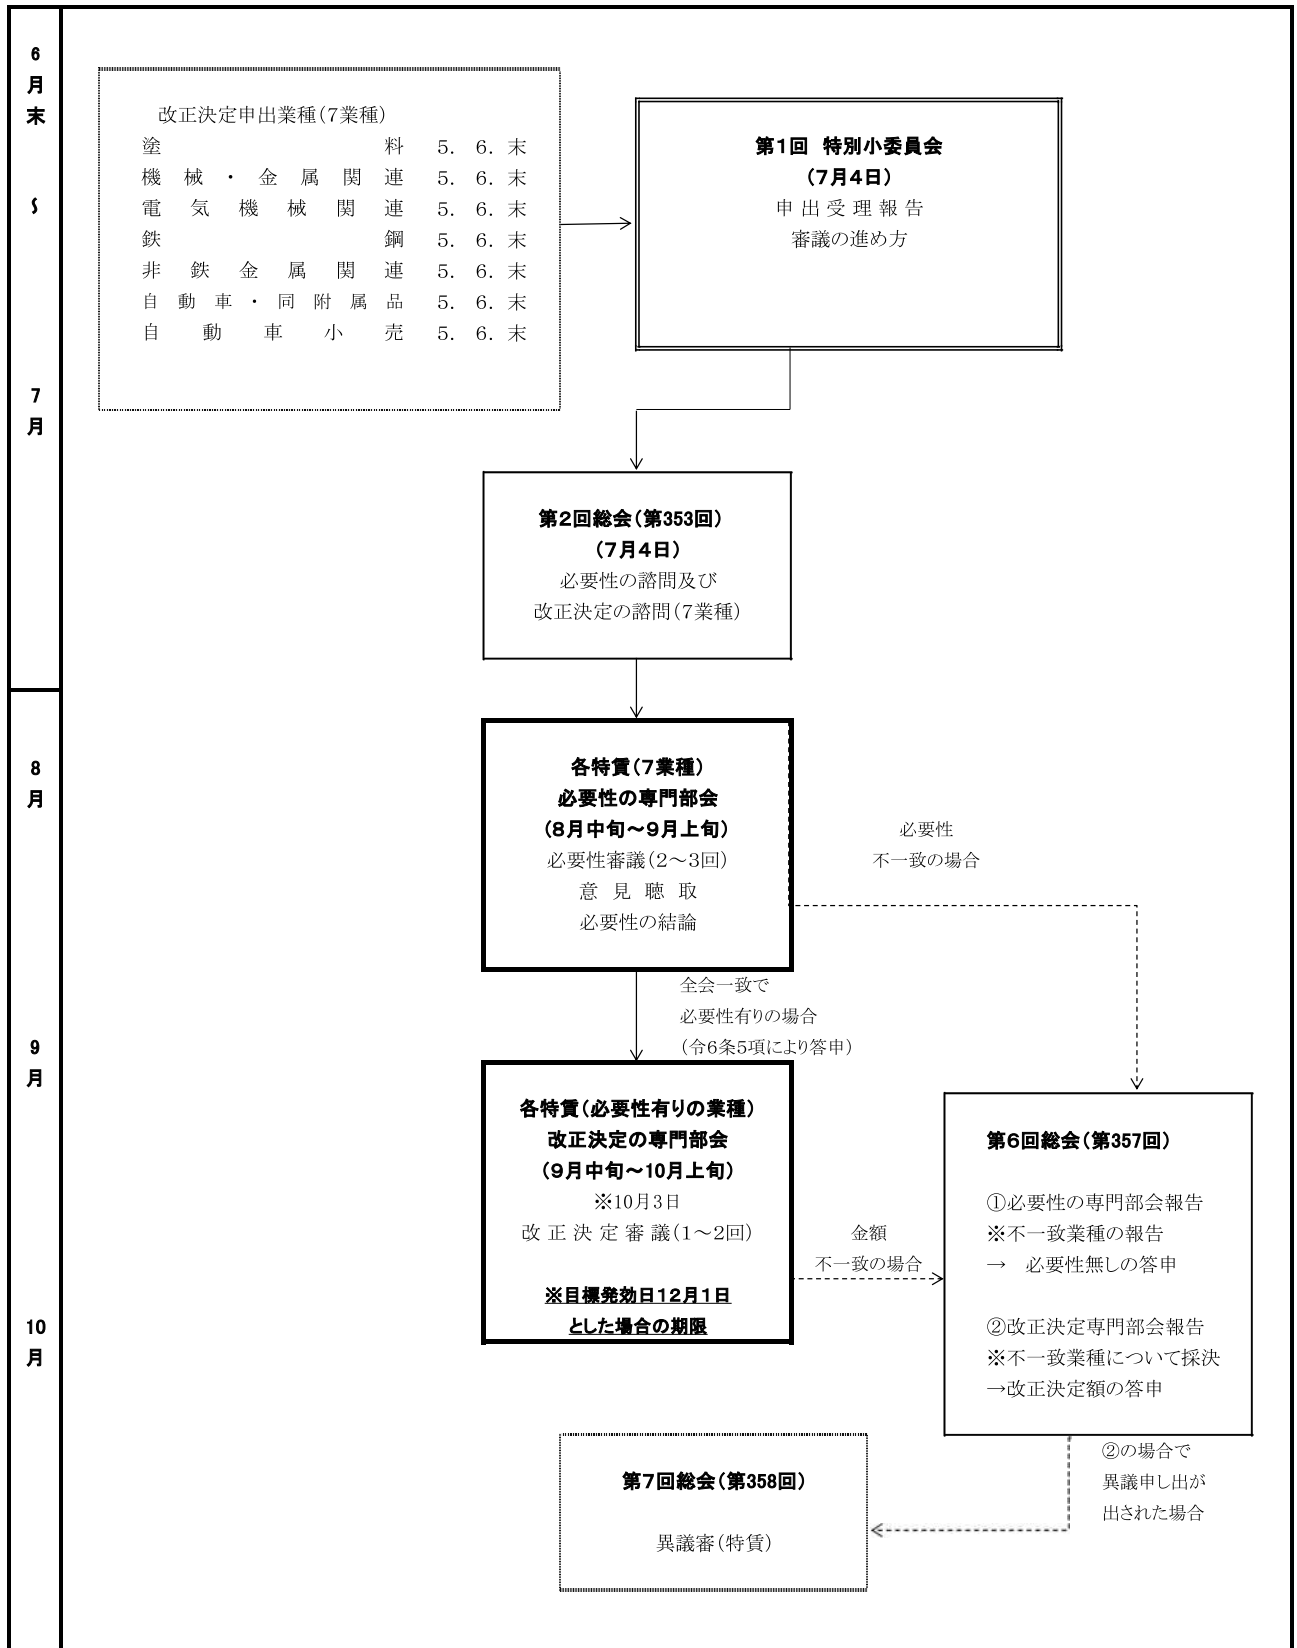 6
月
末
〜
7
月
改正決定申出業種(7業種)
塗料 5. 6. 末
機械・金属関連 5. 6. 末
電気機械関連 5. 6. 末
鉄鋼 5. 6. 末
非鉄金属関連 5. 6. 末
自動車・同附属品 5. 6. 末
自動車小売 5. 6. 末
第1回 特別小委員会
(7月4日)
申出受理報告
審議の進め方
第2回総会(第353回)
(7月4日)
必要性の諮問及び
改正決定の諮問(7業種)
8
月
各特賃(7業種)
必要性の専門部会
(8月中旬~9月上旬)
必要性審議(2~3回)
意見聴取
必要性の結論
必要性
不一致の場合
全会一致で
必要性有りの場合
(令6条5項により答申)
9
月
各特賃(必要性有りの業種)
改正決定の専門部会
(9月中旬~10月上旬)
※10月3日
改正決定審議(1~2回)
※目標発効日12月1日
とした場合の期限
金額
不一致の場合
第6回総会(第357回)
①必要性の専門部会報告
※不一致業種の報告
→ 必要性無しの答申
②改正決定専門部会報告
※不一致業種について採決
→改正決定額の答申
10
月
②の場合で
異議申し出が
出された場合
第7回総会(第358回)
異議審(特賃)